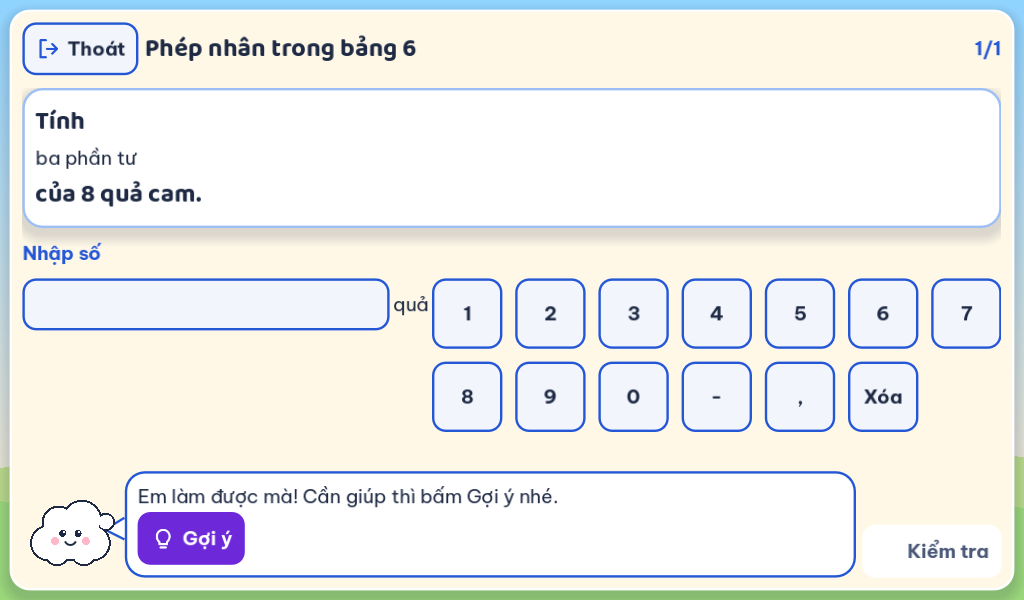 Thoát
Phép nhân trong bảng 6
1/1
Tính
ba phần tư
của 8 quả cam.
Nhập số
quả
1 2 3 4 5 6 7
8 9 0 - , Xóa
Em làm được mà! Cần giúp thì bấm Gợi ý nhé.
Gợi ý
Kiểm tra